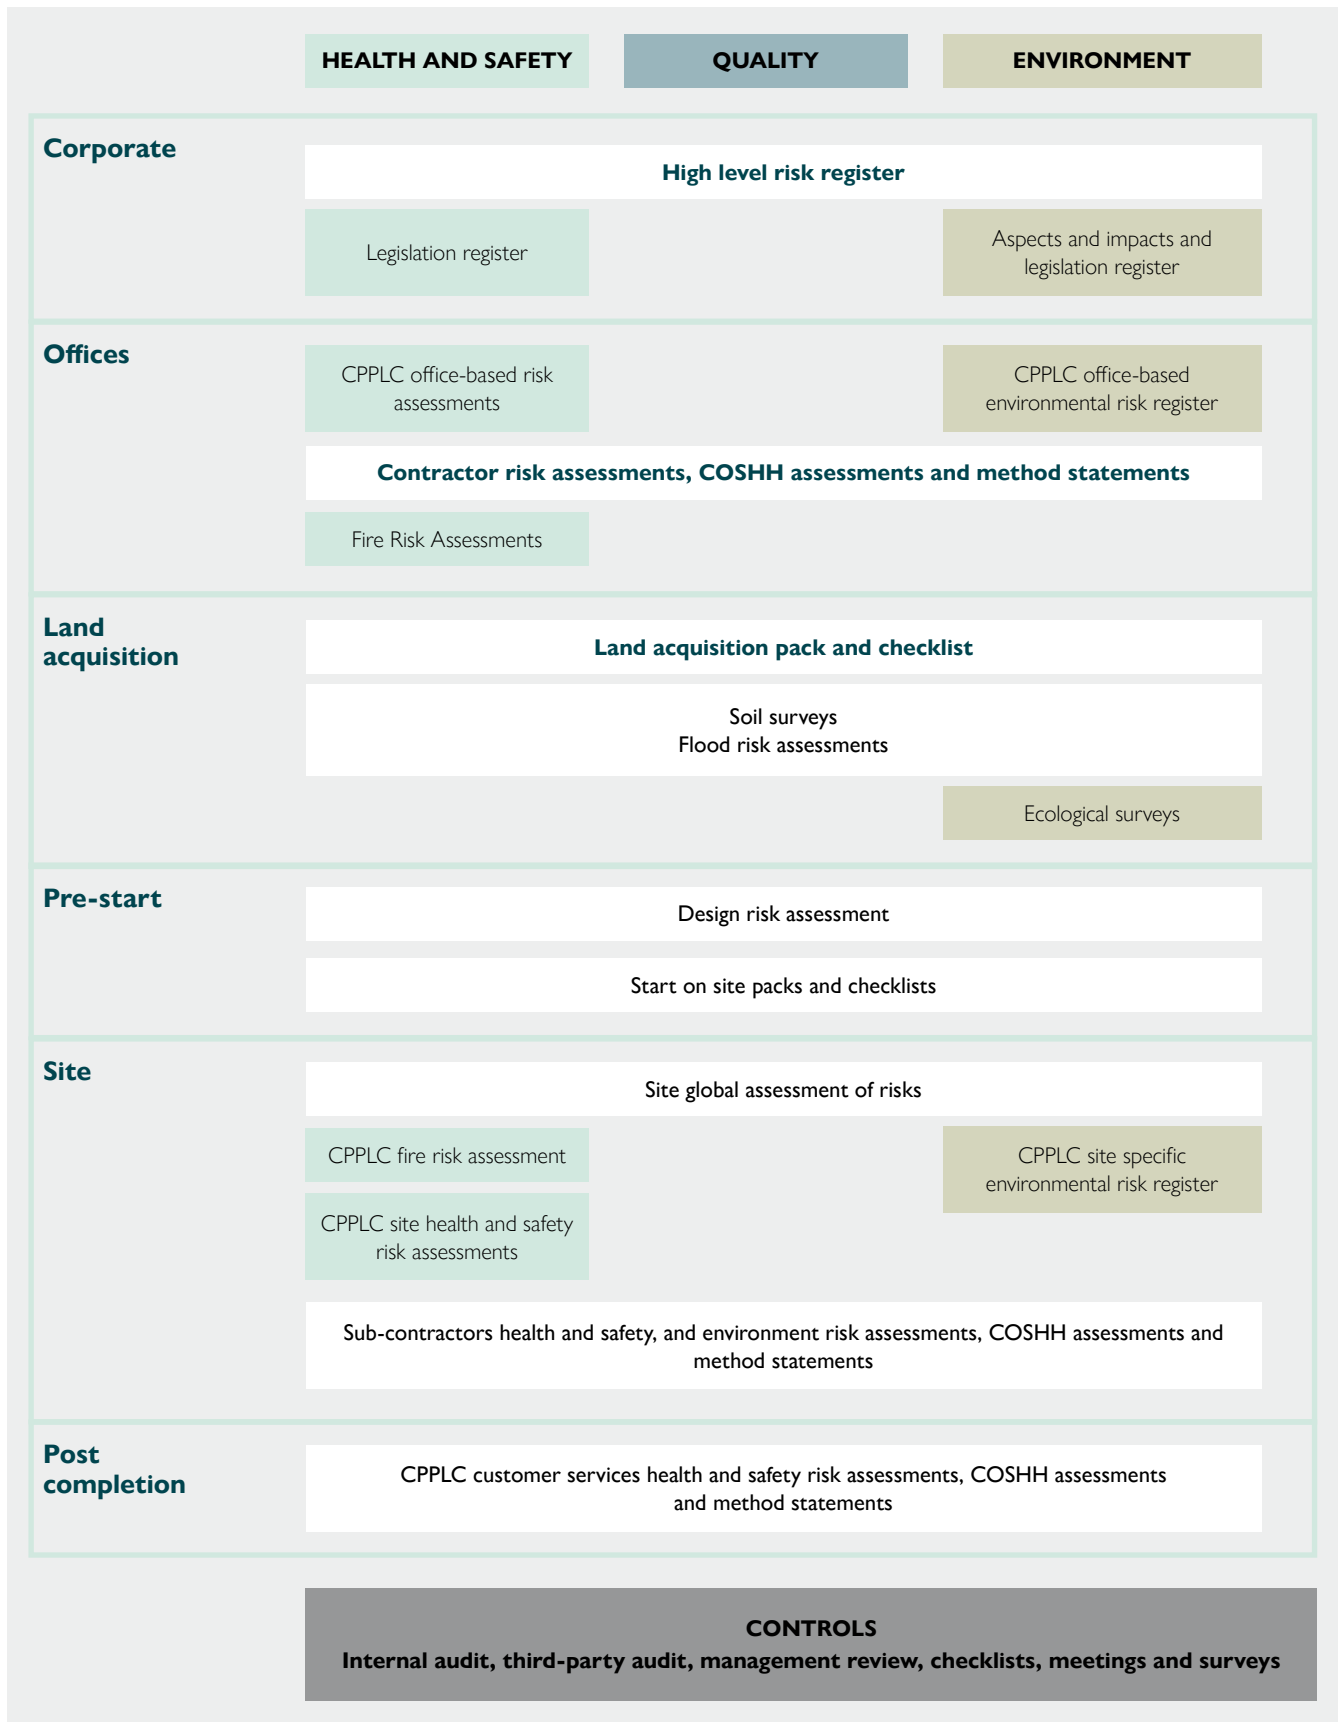 HEALTH AND SAFETY
QUALITY
ENVIRONMENT
Corporate
High level risk register
Legislation register
Aspects and impacts and
legislation register
Offices
CPPLC office-based risk
assessments
CPPLC office-based
environmental risk register
Contractor risk assessments, COSHH assessments and method statements
Fire Risk Assessments
Land
acquisition
Land acquisition pack and checklist
Soil surveys
Flood risk assessments
Ecological surveys
Pre-start
Design risk assessment
Start on site packs and checklists
Site
Site global assessment of risks
CPPLC fire risk assessment
CPPLC site specific
environmental risk register
CPPLC site health and safety
risk assessments
Sub-contractors health and safety, and environment risk assessments, COSHH assessments and
method statements
Post
completion
CPPLC customer services health and safety risk assessments, COSHH assessments
and method statements
CONTROLS
Internal audit, third-party audit, management review, checklists, meetings and surveys